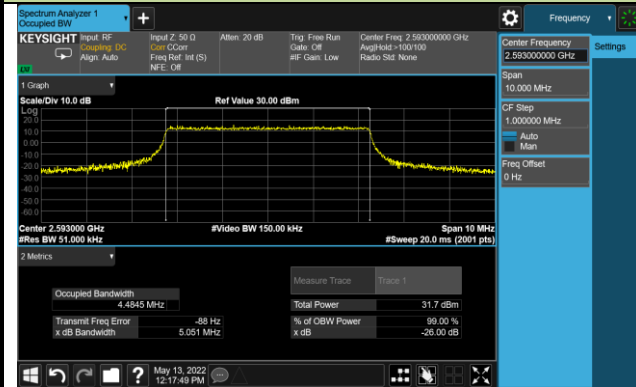 Spectrum Analyzer 1
Occupied BW
Frequency
KEYSIGHT
Input: RF
Coupling: DC
Align: Auto
Input Z: 50 Ω
Corr CCorr
Freq Ref: Int (S)
NFE: Off
Atten: 20 dB
Trig: Free Run
Gate: Off
#IF Gain: Low
Center Freq: 2.593000000 GHz
Avg|Hold:>100/100
Radio Std: None
Center Frequency
2.593000000 GHz
Settings
Span
10.000 MHz
CF Step
1.000000 MHz
Auto
Man
Freq Offset
0 Hz
1 Graph
Scale/Div 10.0 dB
Ref Value 30.00 dBm
Log
20.0
10.0
0.00
-10.0
-20.0
-30.0
-40.0
-50.0
-60.0
Center 2.593000 GHz
#Video BW 150.00 kHz
Span 10 MHz
#Res BW 51.000 kHz
#Sweep 20.0 ms (2001 pts)
2 Metrics
Measure Trace
Trace 1
Occupied Bandwidth
4.4845 MHz
Total Power
31.7 dBm
Transmit Freq Error
-88 Hz
% of OBW Power
99.00 %
x dB Bandwidth
5.051 MHz
x dB
-26.00 dB
?
May 13, 2022
12:17:49 PM